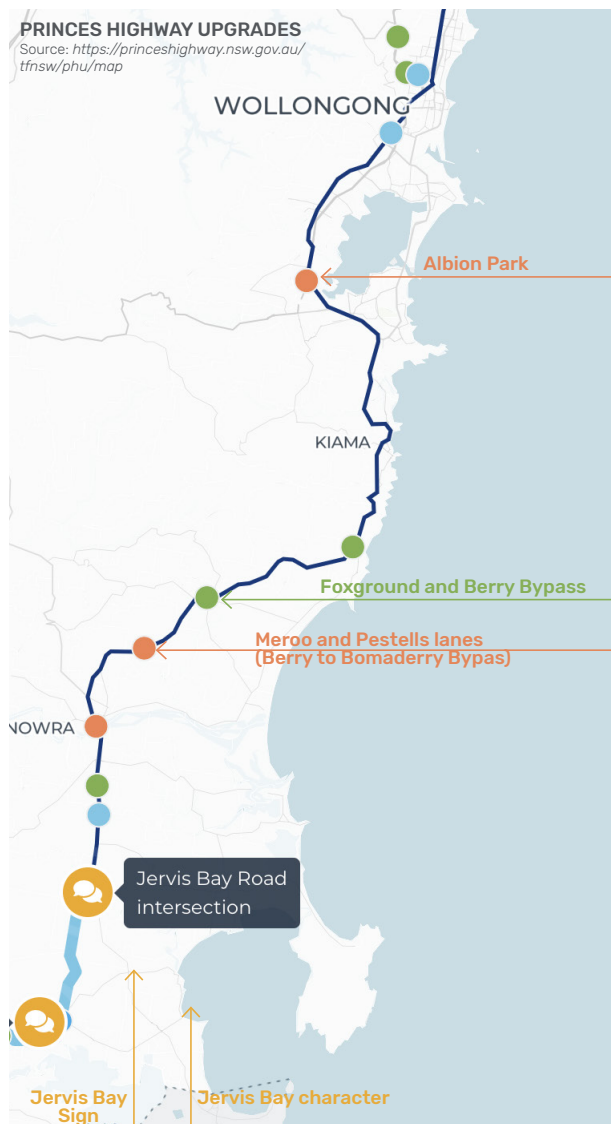 PRINCES HIGHWAY UPGRADES
Source: https://princeshighway.nsw.gov.au/
tfnsw/phu/map
WOLLONGONG
Albion Park
KIAMA
Foxground and Berry Bypass
Meroo and Pestells lanes
(Berry to Bomaderry Bypas)
NOWRA
Jervis Bay Road
intersection
Jervis Bay
Sign
Jervis Bay character